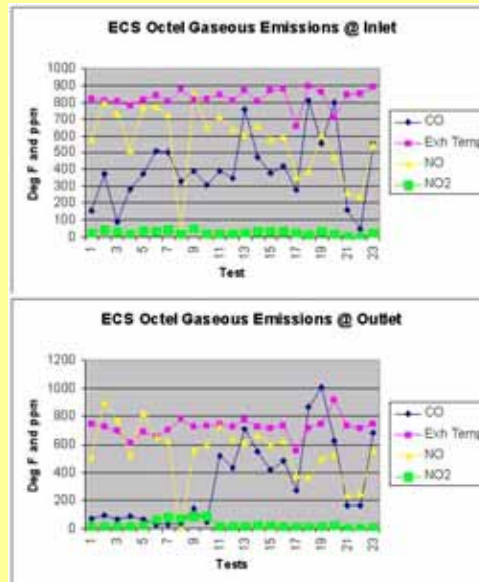 ECS Octel Gaseous Emissions @ Inlet
Deg F and ppm
1000
900
800
700
600
500
400
300
200
100
0
1 3 5 7 9 11 13 15 17 19 21 23
Test
CO
Exh Temp
NO
NO2
ECS Octel Gaseous Emissions @ Outlet
Deg F and ppm
1200
1000
800
600
400
200
0
1 3 5 7 9 11 13 15 17 19 21 23
Tests
CO
Exh Temp
NO
NO2